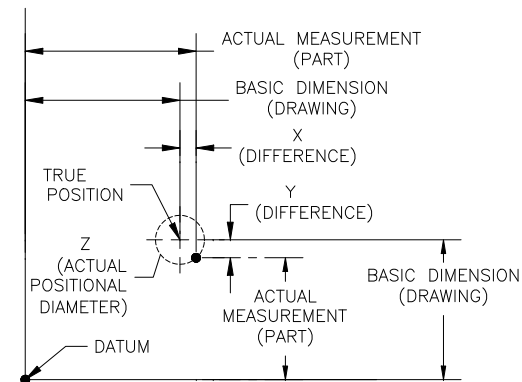 ACTUAL MEASUREMENT
(PART)
BASIC DIMENSION
(DRAWING)
X
(DIFFERENCE)
TRUE
POSITION
Y
(DIFFERENCE)
Z
(ACTUAL
POSITIONAL
DIAMETER)
BASIC DIMENSION
(DRAWING)
ACTUAL
MEASUREMENT
(PART)
DATUM